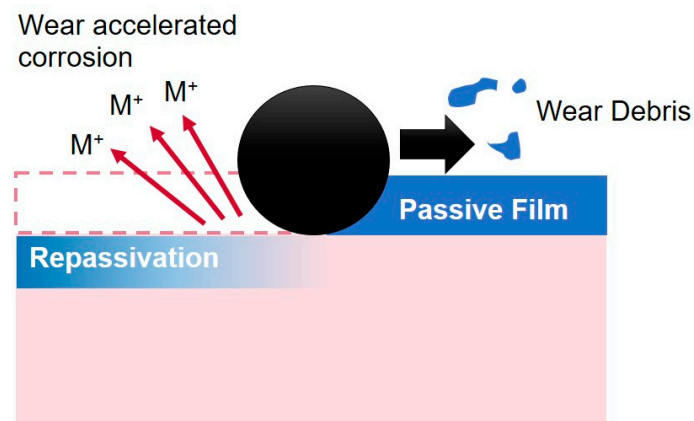 Wear accelerated
corrosion
M+
M+
M+
Wear Debris
Passive Film
Repassivation